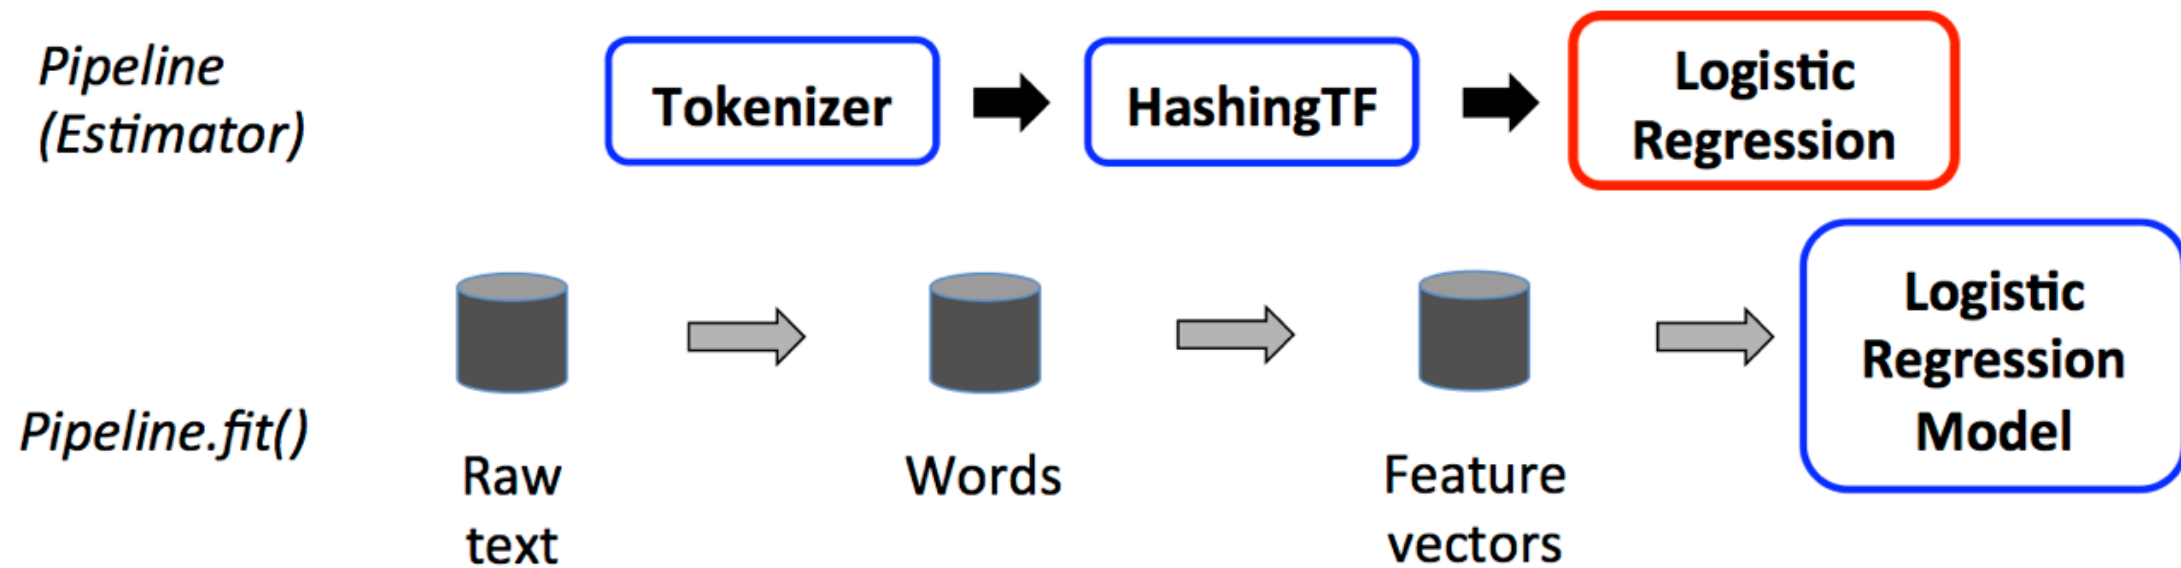 Pipeline
(Estimator)
Tokenizer
HashingTF
Logistic
Regression
Pipeline.fit()
Raw
text
Words
Feature
vectors
Logistic
Regression
Model